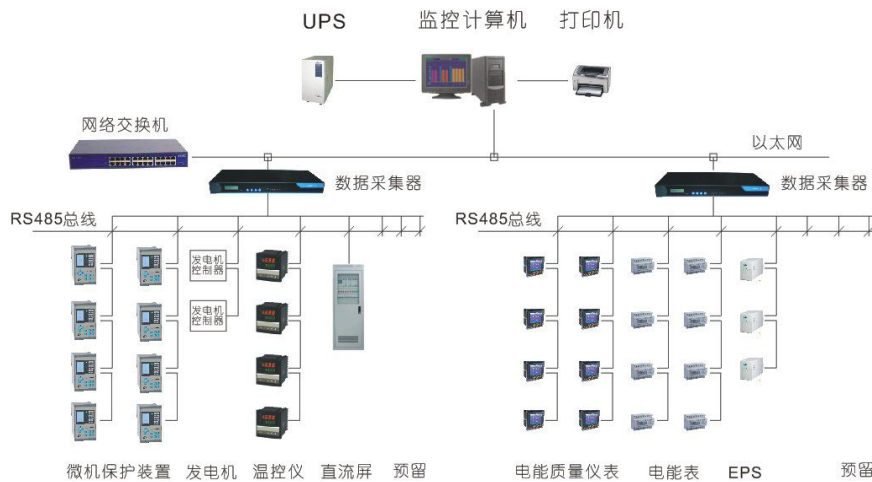 UPS 监控计算机 打印机
网络交换机
以太网
数据采集器 数据采集器
RS485总线 RS485总线
发电机
控制器
发电机
控制器
微机保护装置 发电机 温控仪 直流屏 预留 电能质量仪表 电能表 EPS 预留